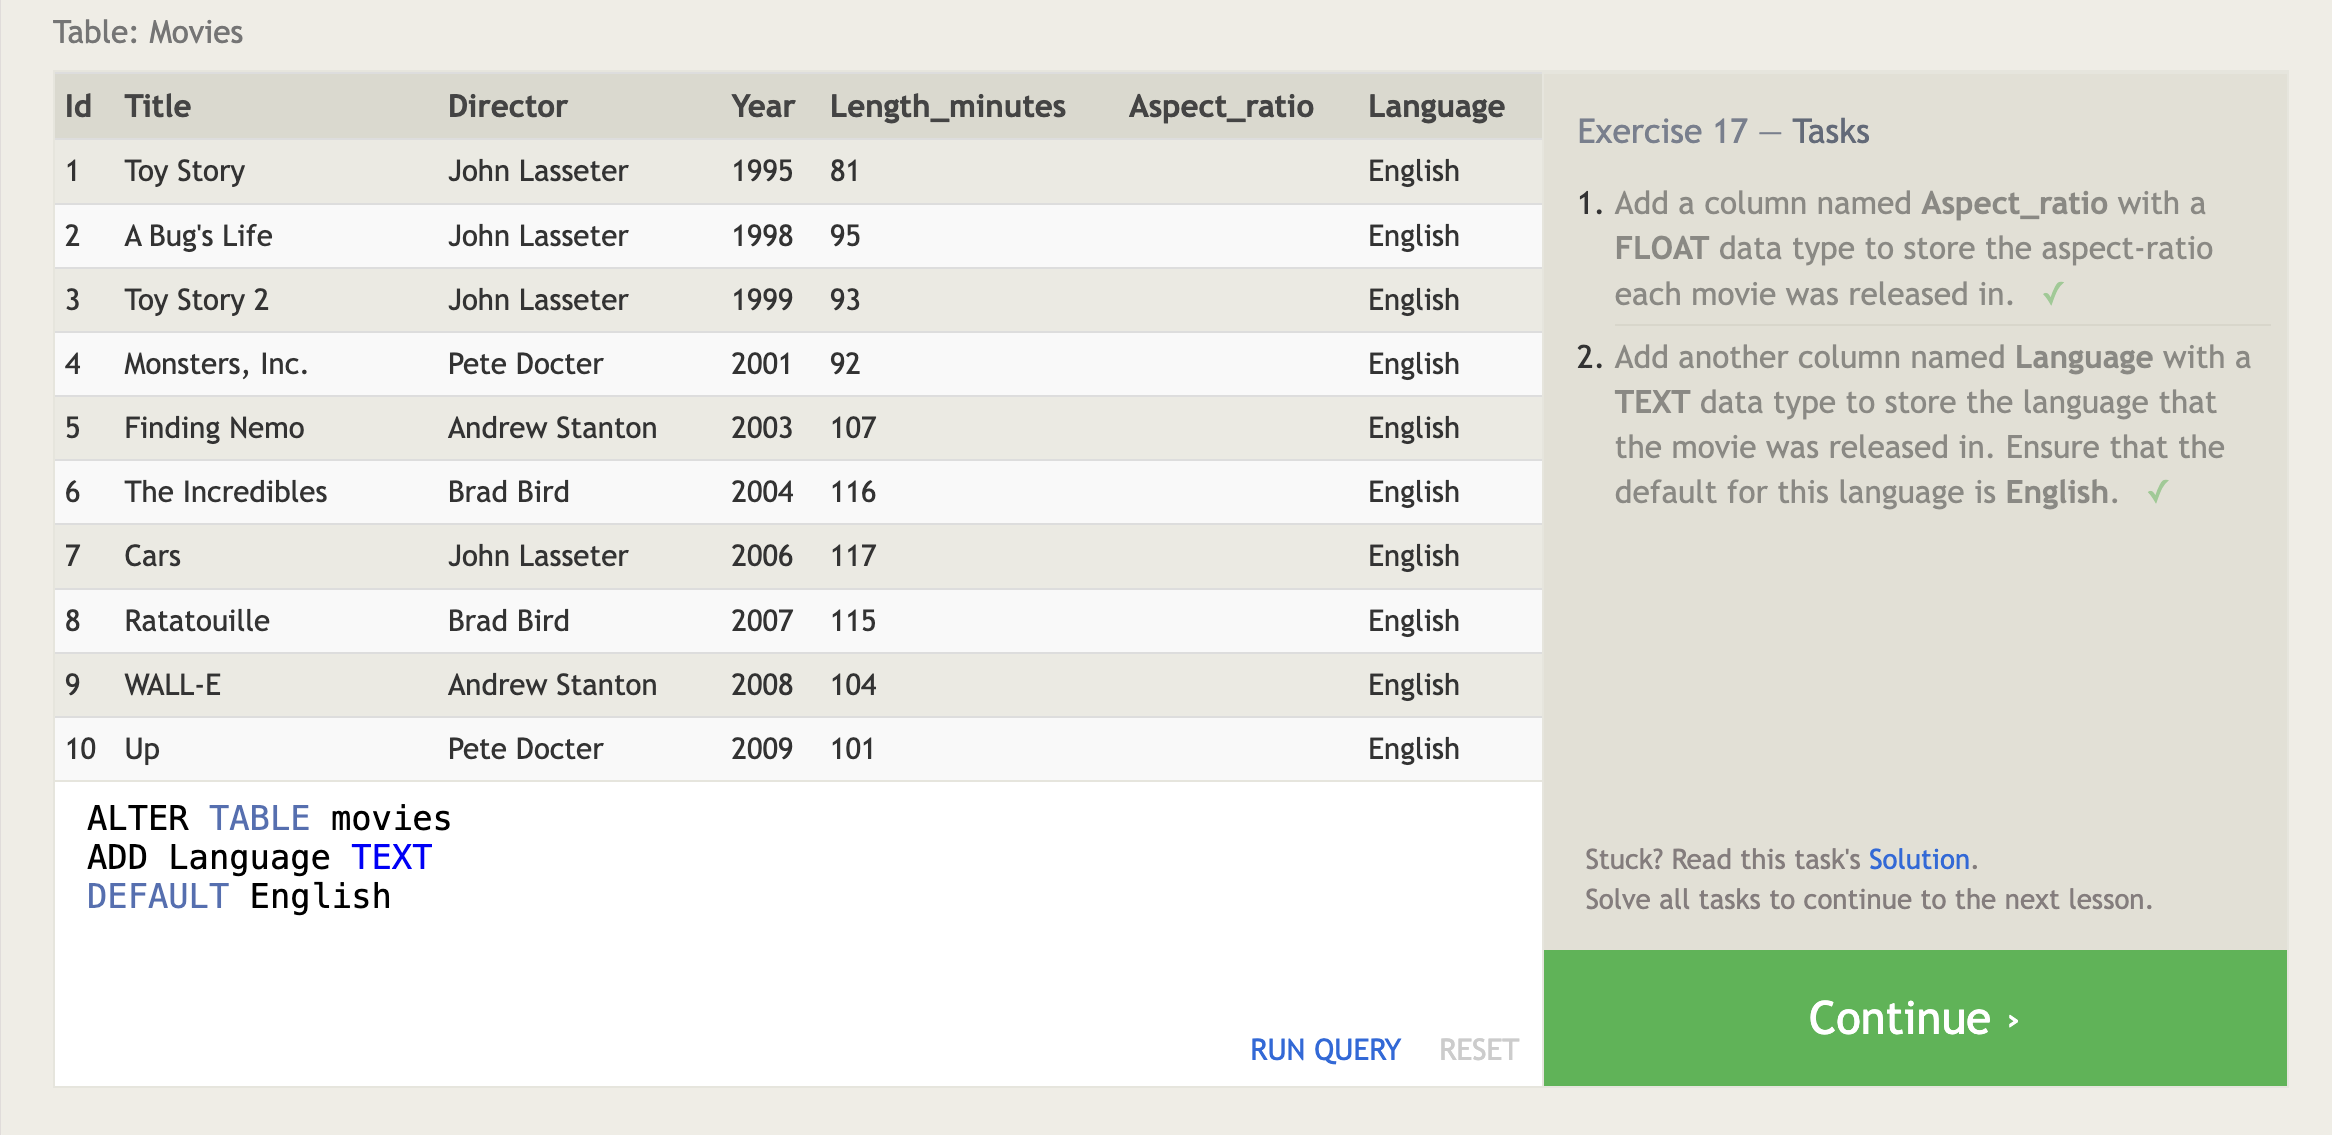 Table: Movies
Id Title Director Year Length_minutes Aspect_ratio Language
1 Toy Story John Lasseter 1995 81 English
2 A Bug's Life John Lasseter 1998 95 English
3 Toy Story 2 John Lasseter 1999 93 English
4 Monsters, Inc. Pete Docter 2001 92 English
5 Finding Nemo Andrew Stanton 2003 107 English
6 The Incredibles Brad Bird 2004 116 English
7 Cars John Lasseter 2006 117 English
8 Ratatouille Brad Bird 2007 115 English
9 WALL-E Andrew Stanton 2008 104 English
10 Up Pete Docter 2009 101 English
ALTER TABLE movies
ADD Language TEXT
DEFAULT English
RUN QUERY RESET
Exercise 17 — Tasks
1. Add a column named Aspect_ratio with a
FLOAT data type to store the aspect-ratio
each movie was released in. ✓
2. Add another column named Language with a
TEXT data type to store the language that
the movie was released in. Ensure that the
default for this language is English. ✓
Stuck? Read this task's Solution.
Solve all tasks to continue to the next lesson.
Continue ›